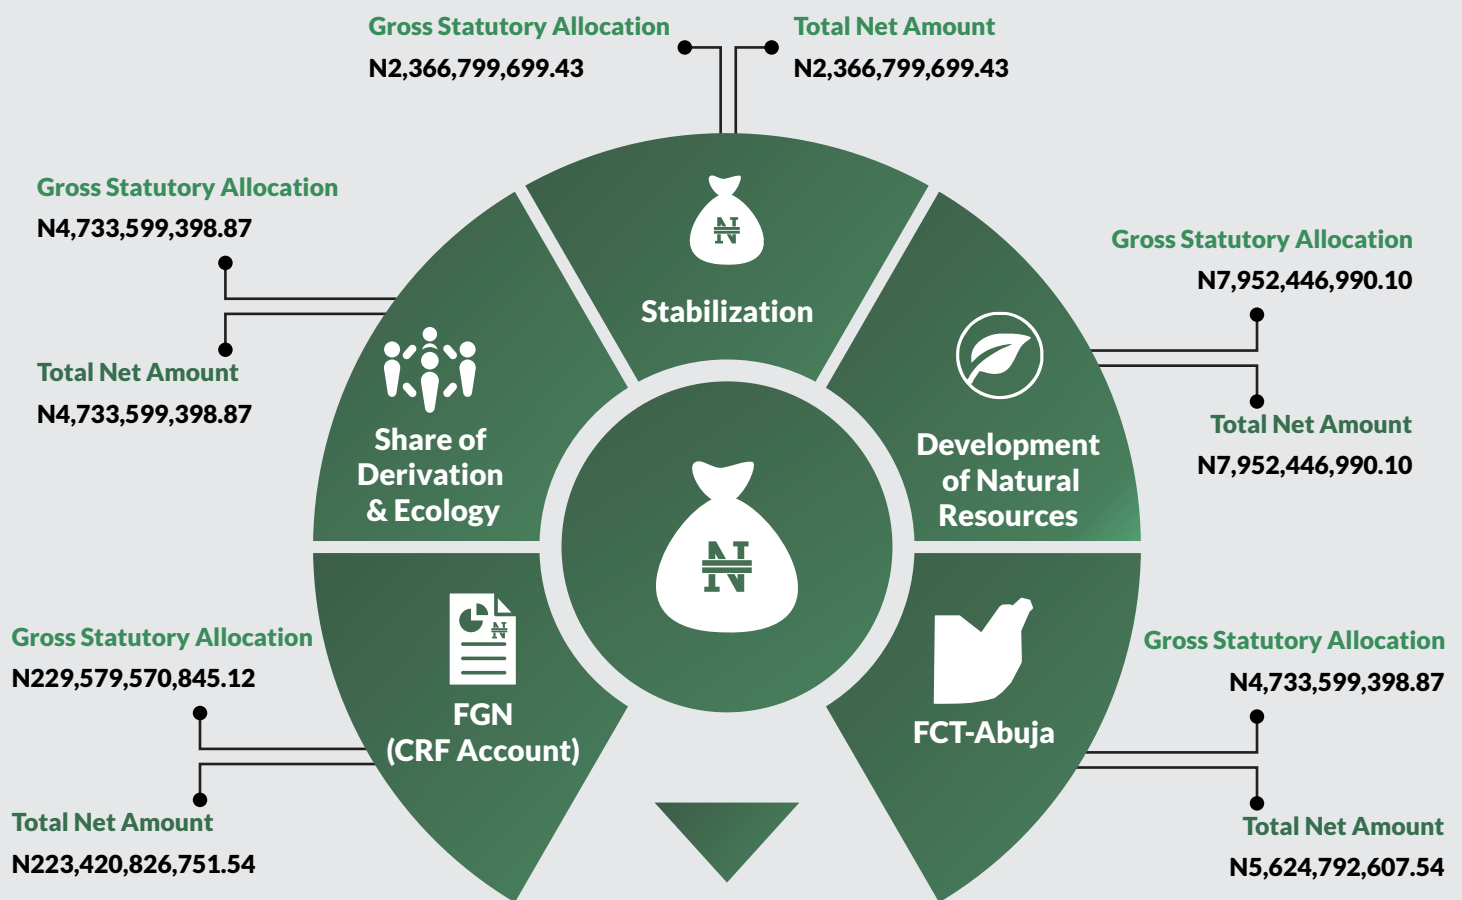 Gross Statutory Allocation
N2,366,799,699.43
Total Net Amount
N2,366,799,699.43
Gross Statutory Allocation
N4,733,599,398.87
Total Net Amount
N4,733,599,398.87
Gross Statutory Allocation
N7,952,446,990.10
Total Net Amount
N7,952,446,990.10
₦
Stabilization
Share of
Derivation
& Ecology
Development
of Natural
Resources
₦
Gross Statutory Allocation
N229,579,570,845.12
Total Net Amount
N223,420,826,751.54
₦
FGN
(CRF Account)
FCT-Abuja
Gross Statutory Allocation
N4,733,599,398.87
Total Net Amount
N5,624,792,607.54